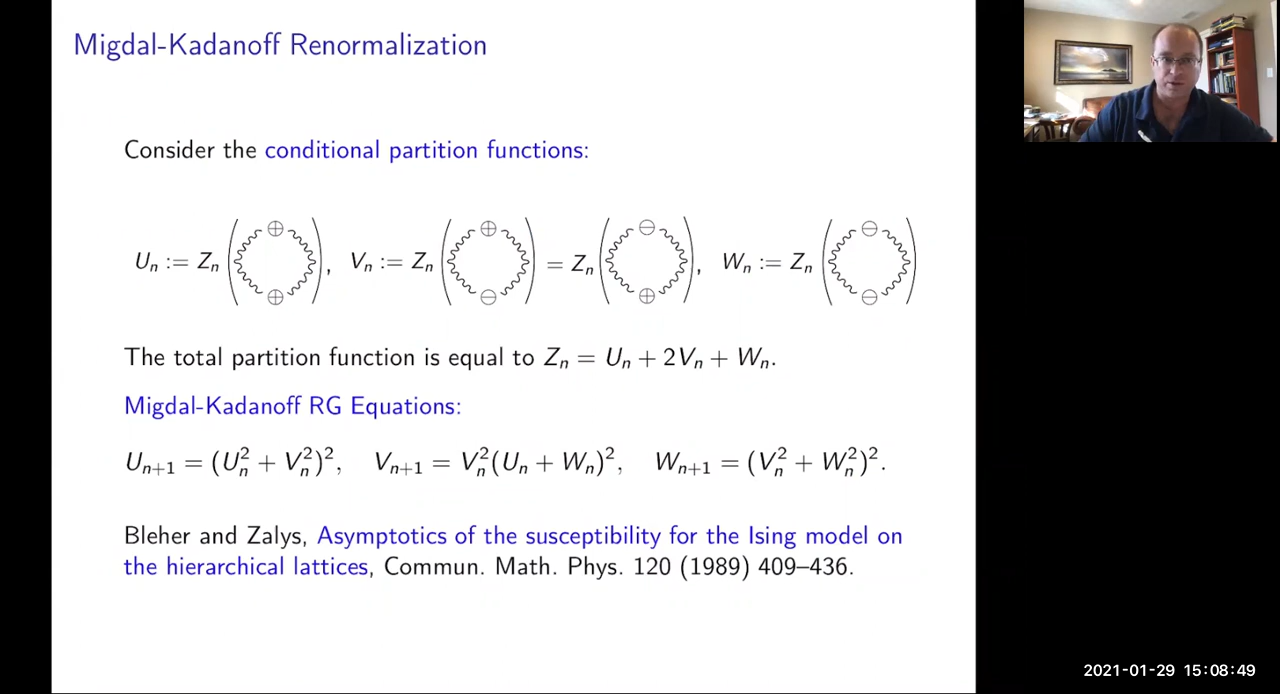 Migdal-Kadanoff Renormalization
Consider the conditional partition functions:
Uₙ := Zₙ(⊕ ⊕), Vₙ := Zₙ(⊕ ⊖) = Zₙ(⊖ ⊕), Wₙ := Zₙ(⊖ ⊖)
The total partition function is equal to Zₙ = Uₙ + 2Vₙ + Wₙ.
Migdal-Kadanoff RG Equations:
Uₙ₊₁ = (Uₙ² + Vₙ²)², Vₙ₊₁ = Vₙ²(Uₙ + Wₙ)², Wₙ₊₁ = (Vₙ² + Wₙ²)².
Bleher and Zalys, Asymptotics of the susceptibility for the Ising model on
the hierarchical lattices, Commun. Math. Phys. 120 (1989) 409–436.
2021-01-29 15:08:49